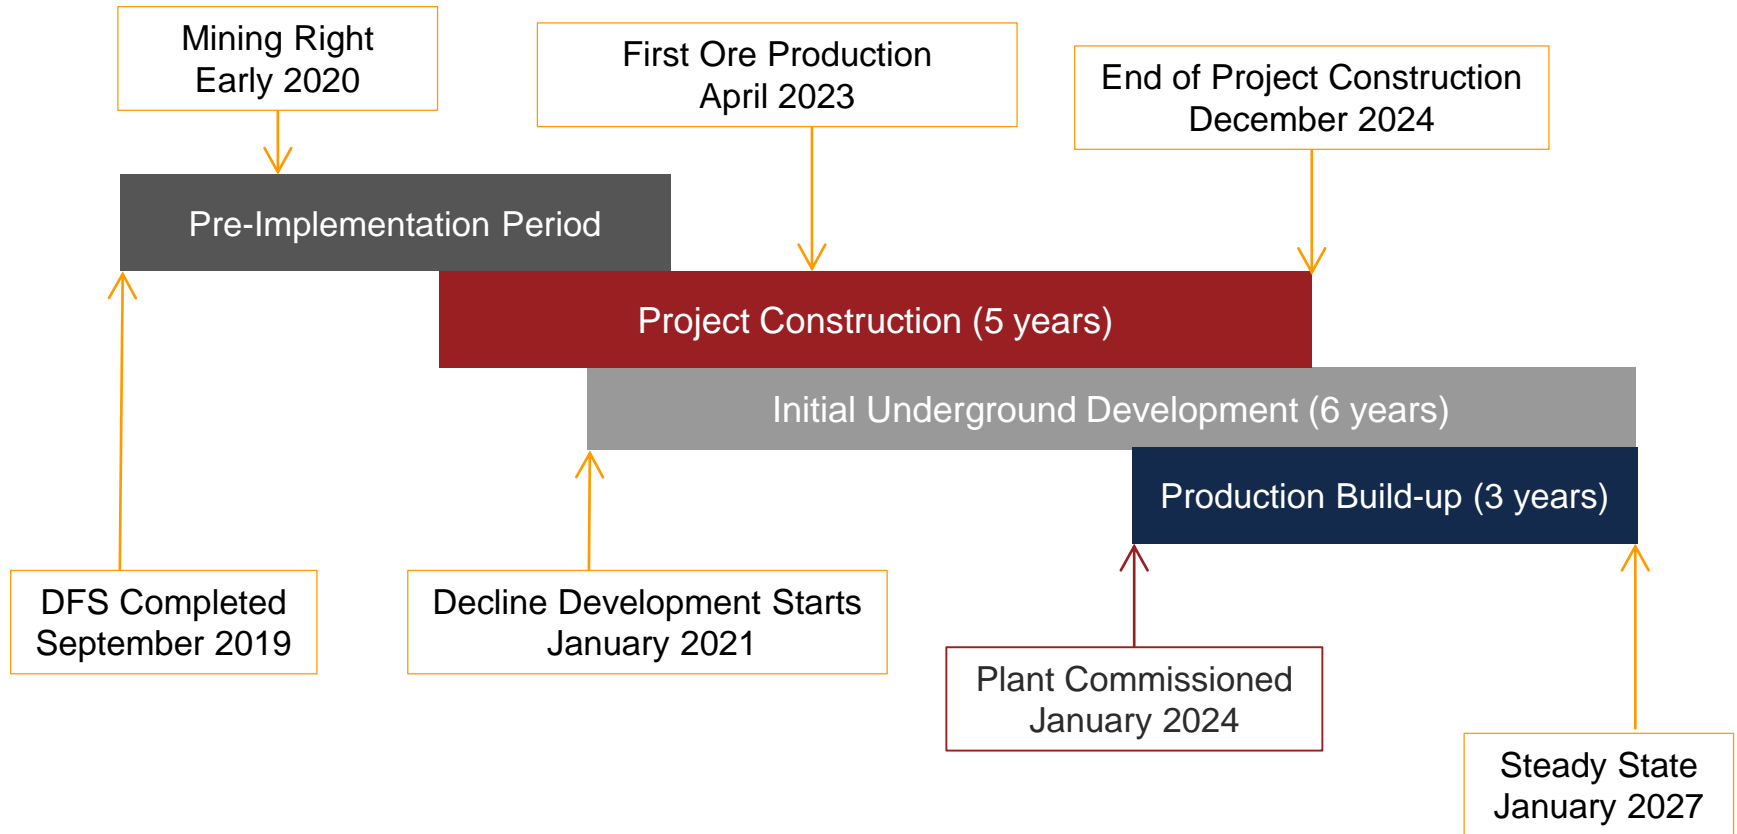 Mining Right
Early 2020
First Ore Production
April 2023
End of Project Construction
December 2024
Pre-Implementation Period
Project Construction (5 years)
Initial Underground Development (6 years)
Production Build-up (3 years)
DFS Completed
September 2019
Decline Development Starts
January 2021
Plant Commissioned
January 2024
Steady State
January 2027